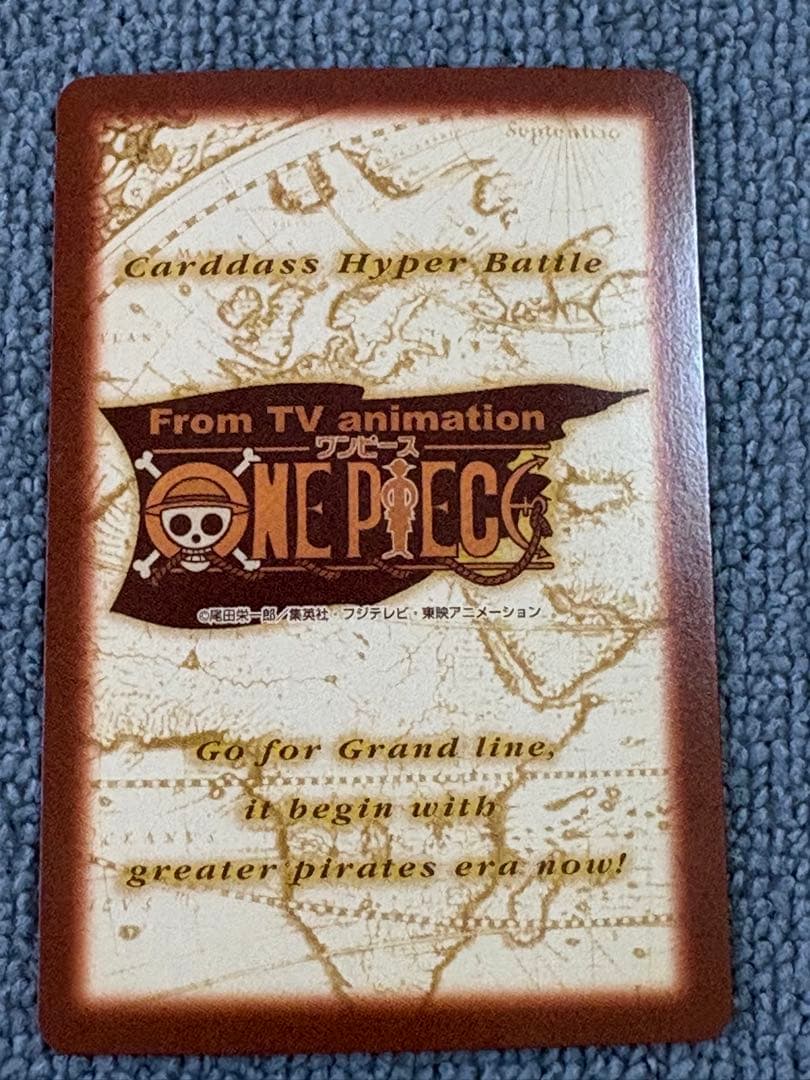 Septentrio
Carddass Hyper Battle
From TV animation
ワンピース
ONE PIECE
©尾田栄一郎/集英社・フジテレビ・東映アニメーション
Go for Grand line,
it begin with
CEANVS
greater pirates era now!